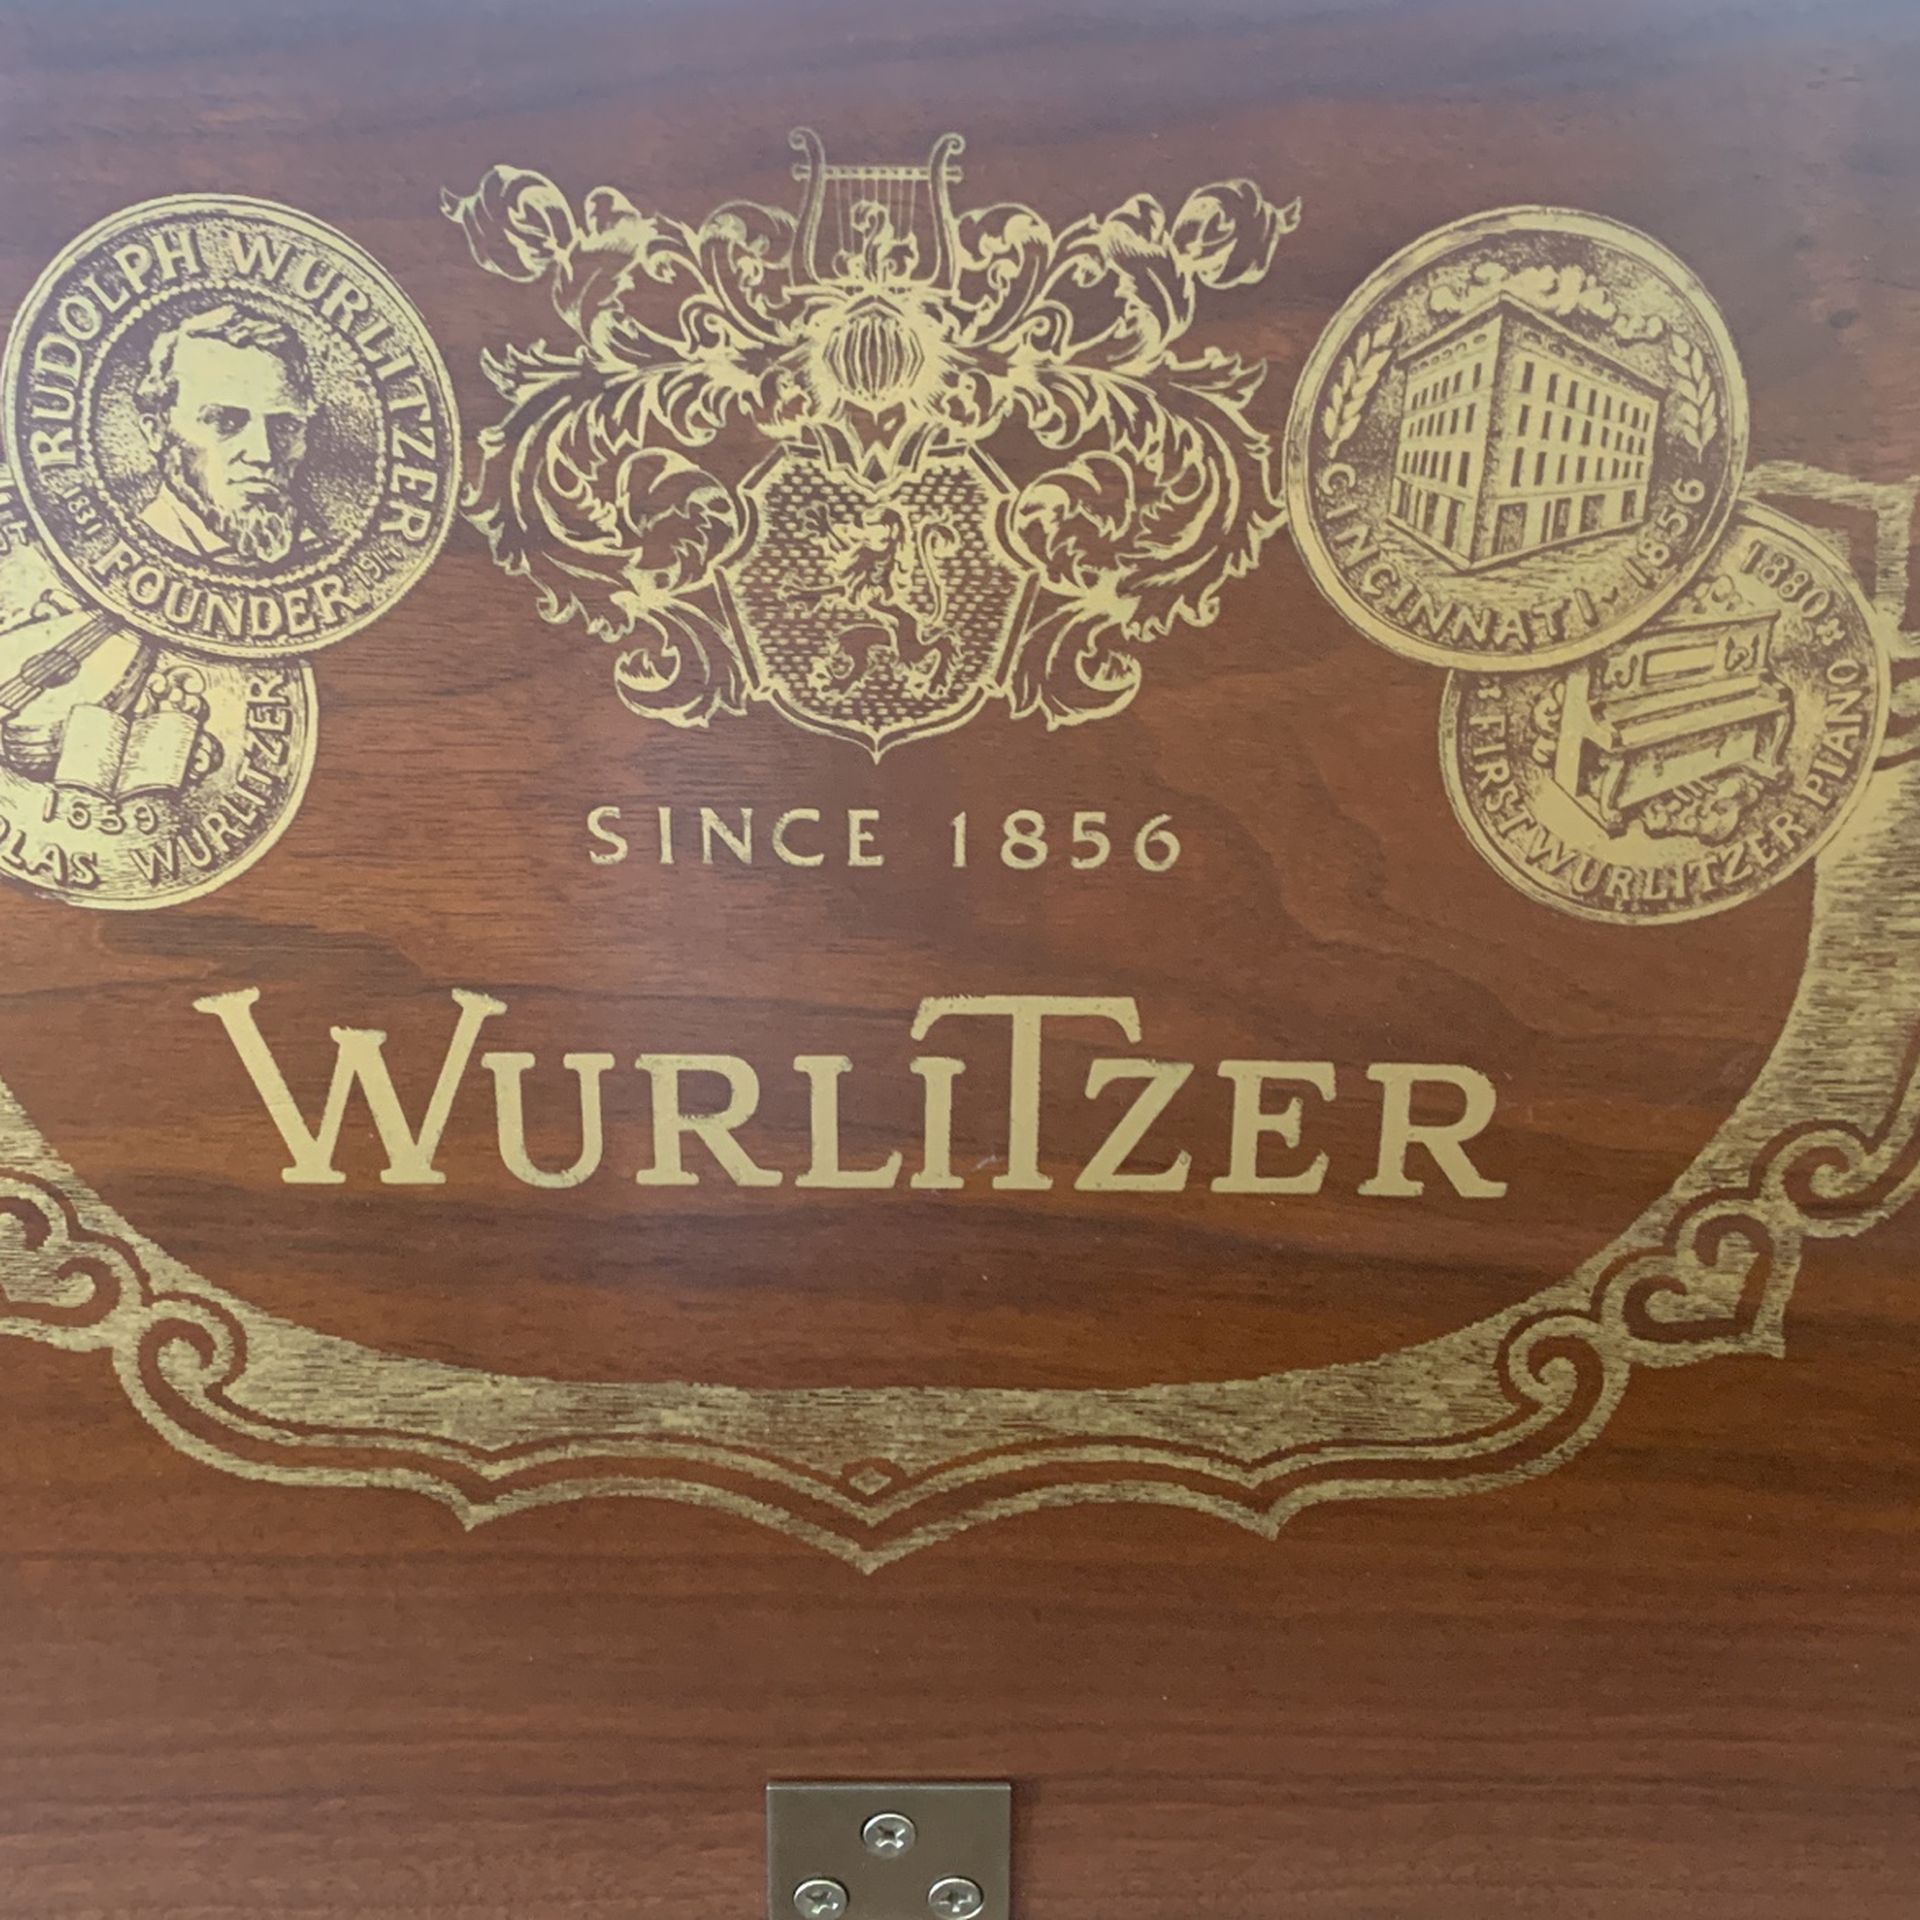 RUDOLPH WURLITZER
1831 FOUNDER 1914
1659
WURLITZER
SINCE 1856
WURLITZER
CINCINNATI - 1856
1880
FIRST WURLITZER PIANO